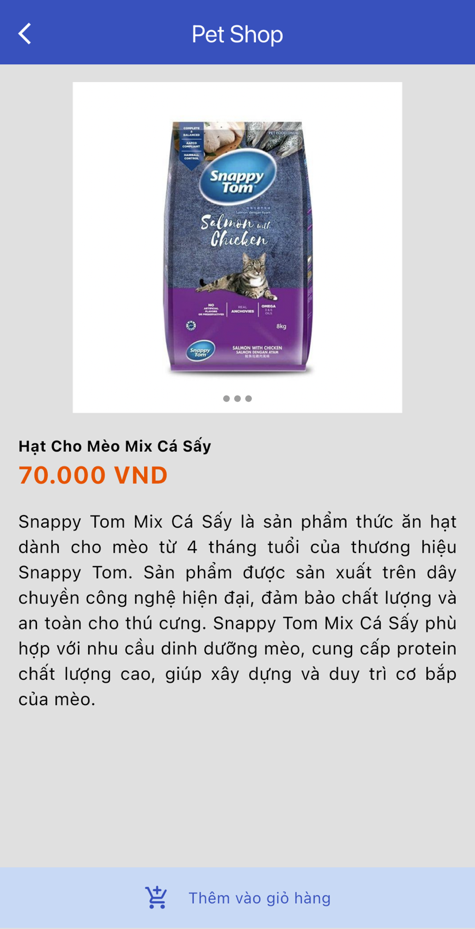 Pet Shop
Snappy
Tom
Salmon with
Chicken
8kg
Snappy
Tom
SALMON WITH CHICKEN
SALMON DENGAN AYAM
Hạt Cho Mèo Mix Cá Sấy
70.000 VND
Snappy Tom Mix Cá Sấy là sản phẩm thức ăn hạt
dành cho mèo từ 4 tháng tuổi của thương hiệu
Snappy Tom. Sản phẩm được sản xuất trên dây
chuyền công nghệ hiện đại, đảm bảo chất lượng và
an toàn cho thú cưng. Snappy Tom Mix Cá Sấy phù
hợp với nhu cầu dinh dưỡng mèo, cung cấp protein
chất lượng cao, giúp xây dựng và duy trì cơ bắp
của mèo.
Thêm vào giỏ hàng